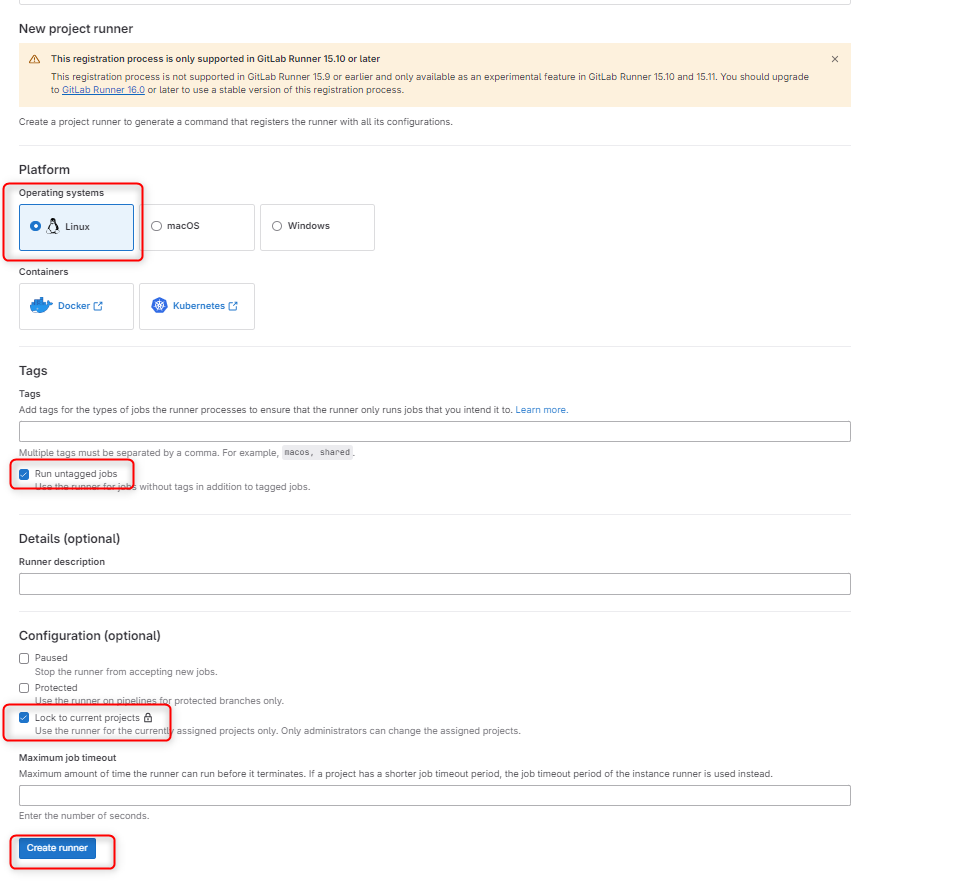 New project runner
This registration process is only supported in GitLab Runner 15.10 or later
This registration process is not supported in GitLab Runner 15.9 or earlier and only available as an experimental feature in GitLab Runner 15.10 and 15.11. You should upgrade
to GitLab Runner 16.0 or later to use a stable version of this registration process.
Create a project runner to generate a command that registers the runner with all its configurations.
Platform
Operating systems
Linux
macOS
Windows
Containers
Docker
Kubernetes
Tags
Tags
Add tags for the types of jobs the runner processes to ensure that the runner only runs jobs that you intend it to. Learn more.
Multiple tags must be separated by a comma. For example, macos, shared.
Run untagged jobs
Use the runner for jobs without tags in addition to tagged jobs.
Details (optional)
Runner description
Configuration (optional)
Paused
Stop the runner from accepting new jobs.
Protected
Use the runner on pipelines for protected branches only.
Lock to current projects
Use the runner for the currently assigned projects only. Only administrators can change the assigned projects.
Maximum job timeout
Maximum amount of time the runner can run before it terminates. If a project has a shorter job timeout period, the job timeout period of the instance runner is used instead.
Enter the number of seconds.
Create runner